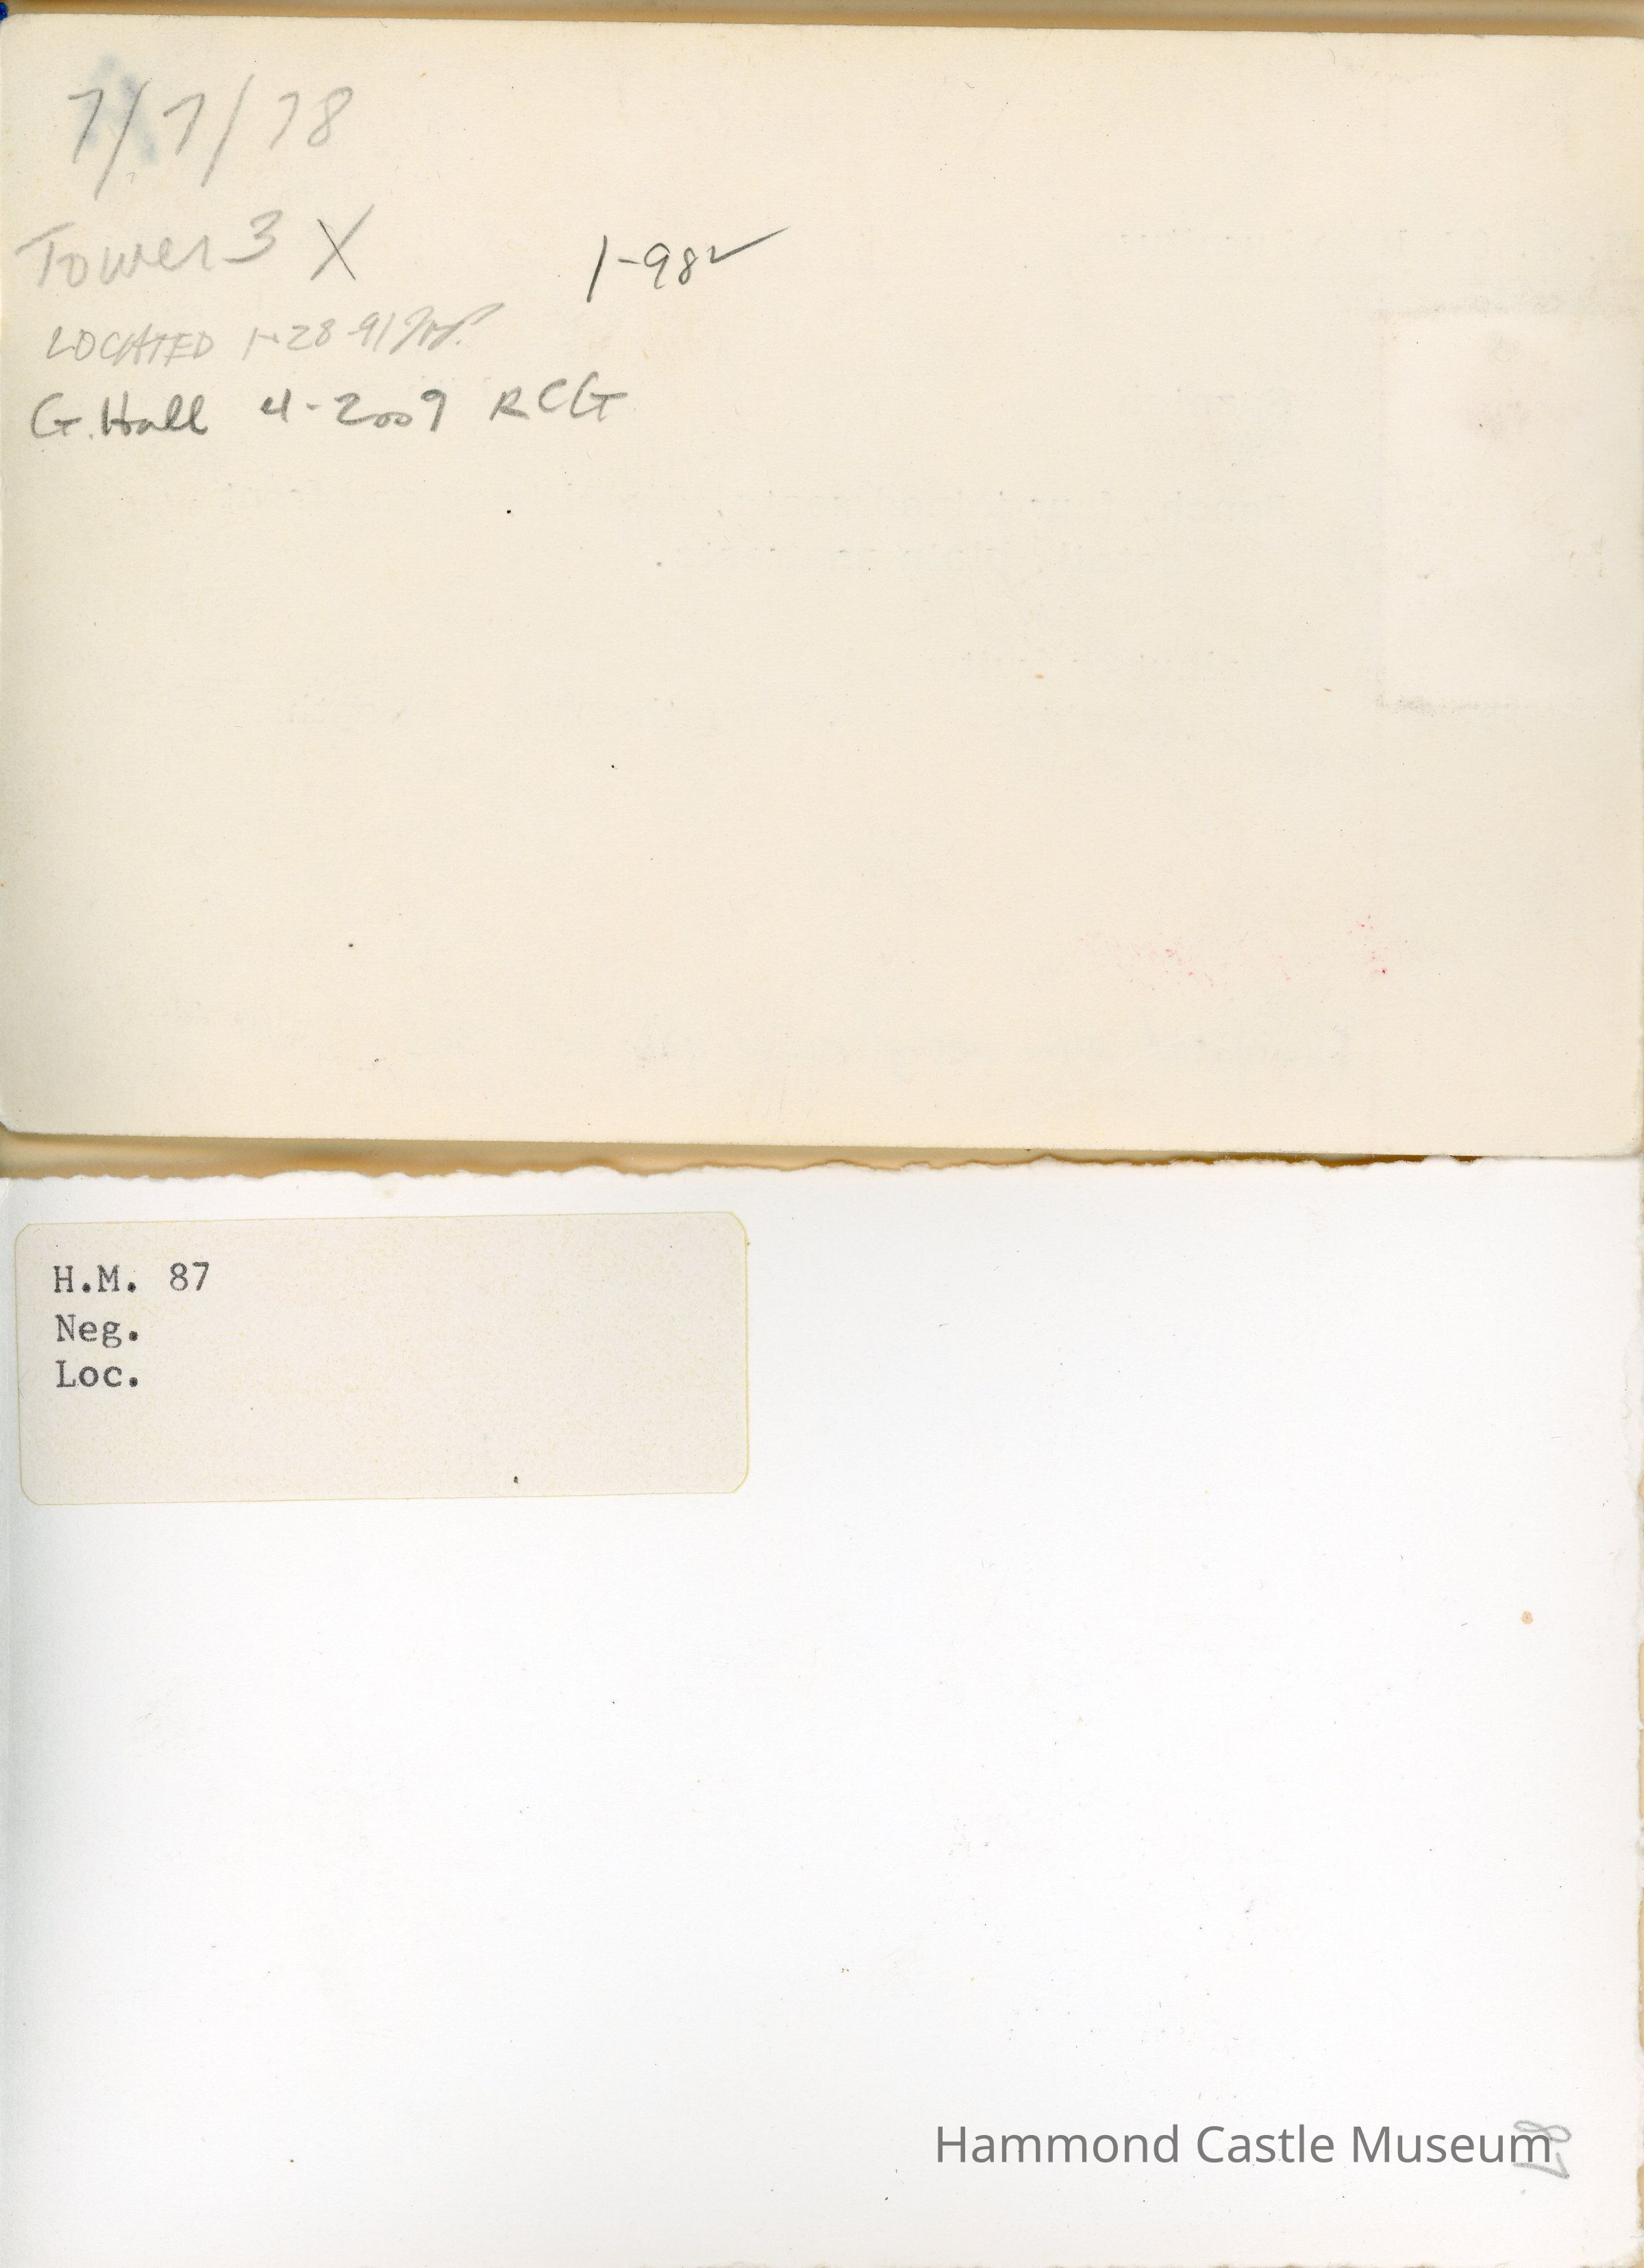 7/7/78
Tower 3 X
1-98✓
LOCATED 1-28-91
G. Hall 4-2009 RCG
H.M. 87
Neg.
Loc.
Hammond Castle Museum
87